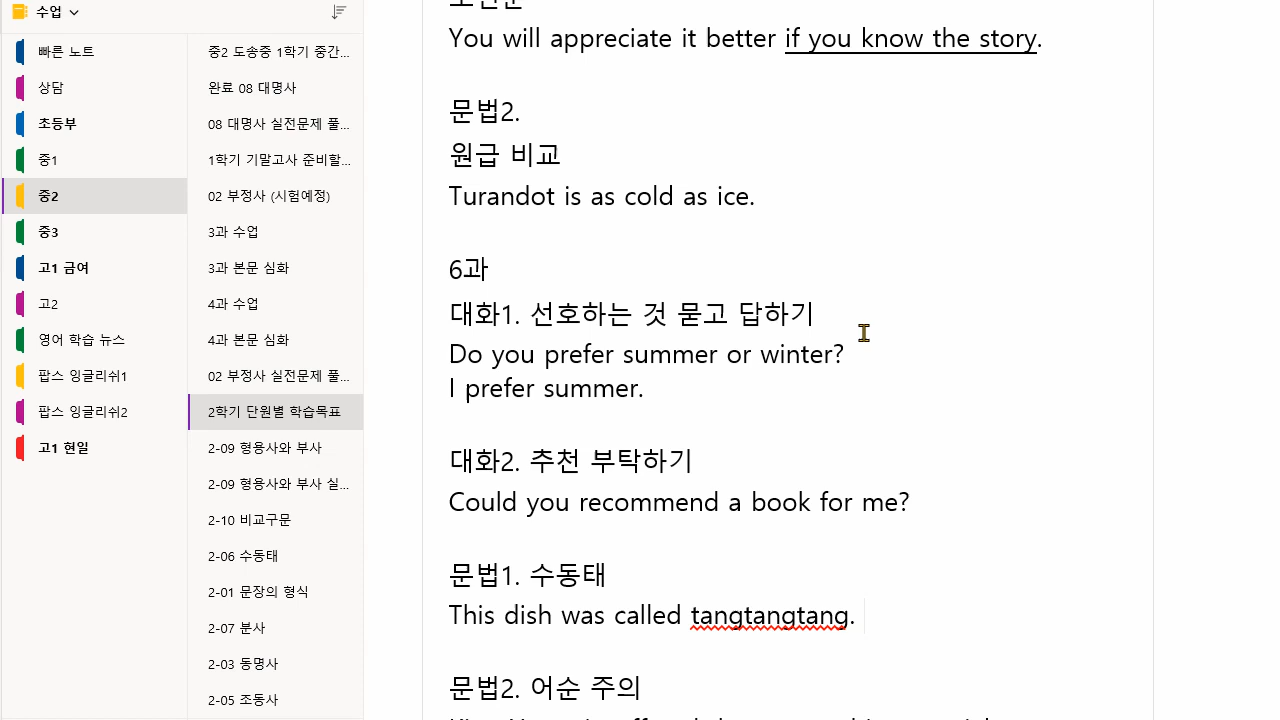 수업
빠른 노트
상담
초등부
중1
중2
중3
고1 금여
고2
영어 학습 뉴스
팝스 잉글리쉬1
팝스 잉글리쉬2
고1 현일
중2 도송중 1학기 중간...
완료 08 대명사
08 대명사 실전문제 풀...
1학기 기말고사 준비할...
02 부정사 (시험예정)
3과 수업
3과 본문 심화
4과 수업
4과 본문 심화
02 부정사 실전문제 풀...
2학기 단원별 학습목표
2-09 형용사와 부사
2-09 형용사와 부사 실...
2-10 비교구문
2-06 수동태
2-01 문장의 형식
2-07 분사
2-03 동명사
2-05 조동사
You will appreciate it better if you know the story.
문법2.
원급 비교
Turandot is as cold as ice.
6과
대화1. 선호하는 것 묻고 답하기
Do you prefer summer or winter?
I prefer summer.
대화2. 추천 부탁하기
Could you recommend a book for me?
문법1. 수동태
This dish was called tangtangtang.
문법2. 어순 주의